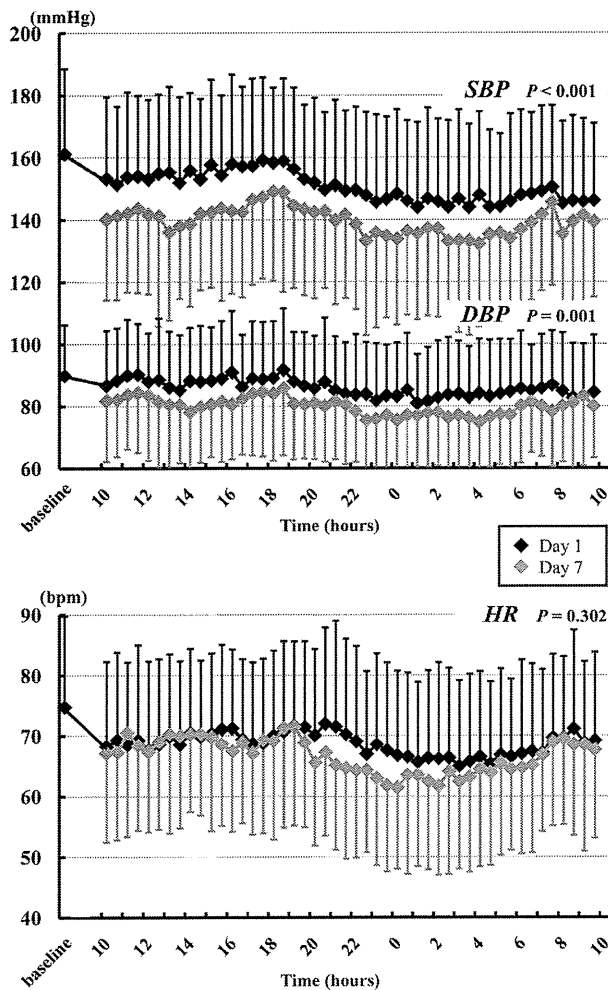 (mmHg)
200
180
160
140
120
100
80
60
SBP P < 0.001
DBP P = 0.001
baseline 10 12 14 16 18 20 22 0 2 4 6 8 10
Time (hours)
Day 1
Day 7
(bpm)
90
80
70
60
50
40
HR P = 0.302
baseline 10 12 14 16 18 20 22 0 2 4 6 8 10
Time (hours)